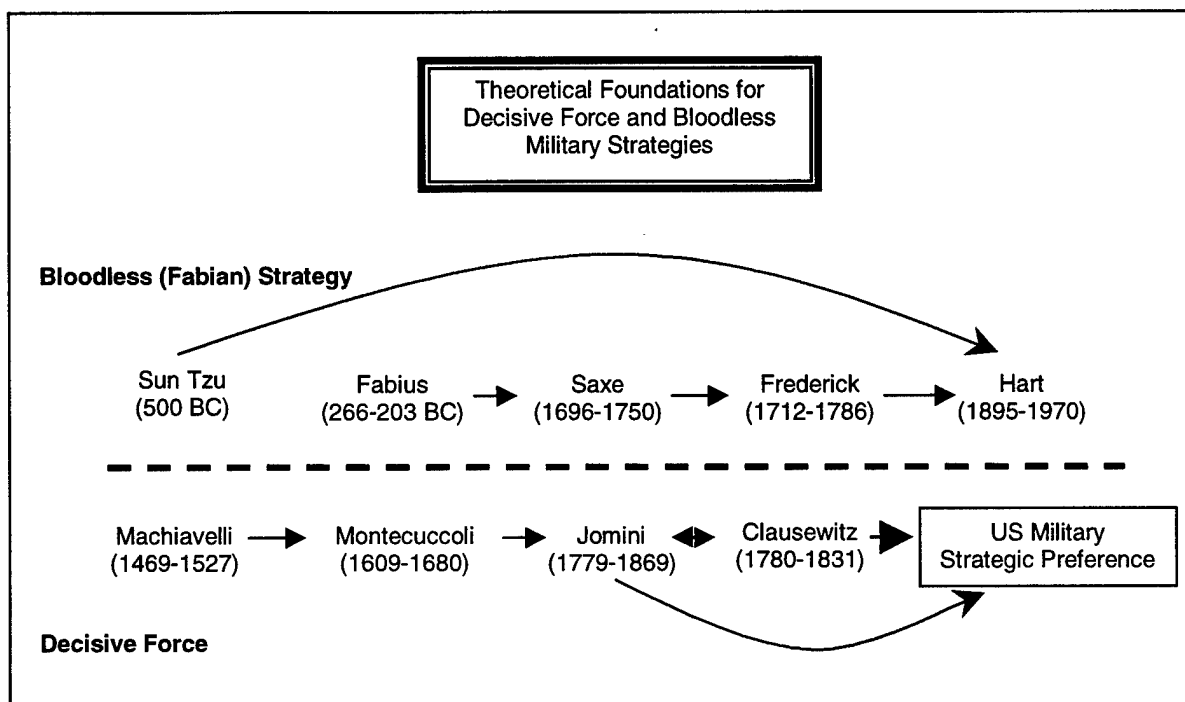 Theoretical Foundations for
Decisive Force and Bloodless
Military Strategies
Bloodless (Fabian) Strategy
Sun Tzu
(500 BC)
Fabius
(266-203 BC)
Saxe
(1696-1750)
Frederick
(1712-1786)
Hart
(1895-1970)
Machiavelli
(1469-1527)
Montecuccoli
(1609-1680)
Jomini
(1779-1869)
Clausewitz
(1780-1831)
US Military
Strategic Preference
Decisive Force